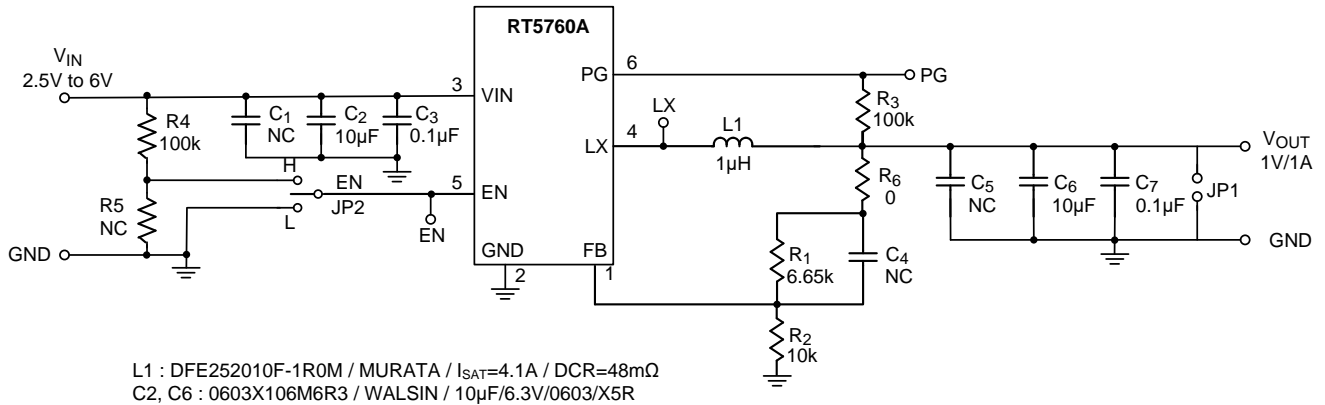 RT5760A
VIN
2.5V to 6V
3
VIN
R4
100k
C1
NC
C2
10µF
C3
0.1µF
H
EN
JP2
L
5
EN
EN
R5
NC
GND
GND
2
FB
1
PG
6
PG
LX
LX
4
L1
1µH
R3
100k
R6
0
R1
6.65k
C4
NC
R2
10k
C5
NC
C6
10µF
C7
0.1µF
JP1
VOUT
1V/1A
GND
L1 : DFE252010F-1R0M / MURATA / ISAT=4.1A / DCR=48mΩ
C2, C6 : 0603X106M6R3 / WALSIN / 10µF/6.3V/0603/X5R